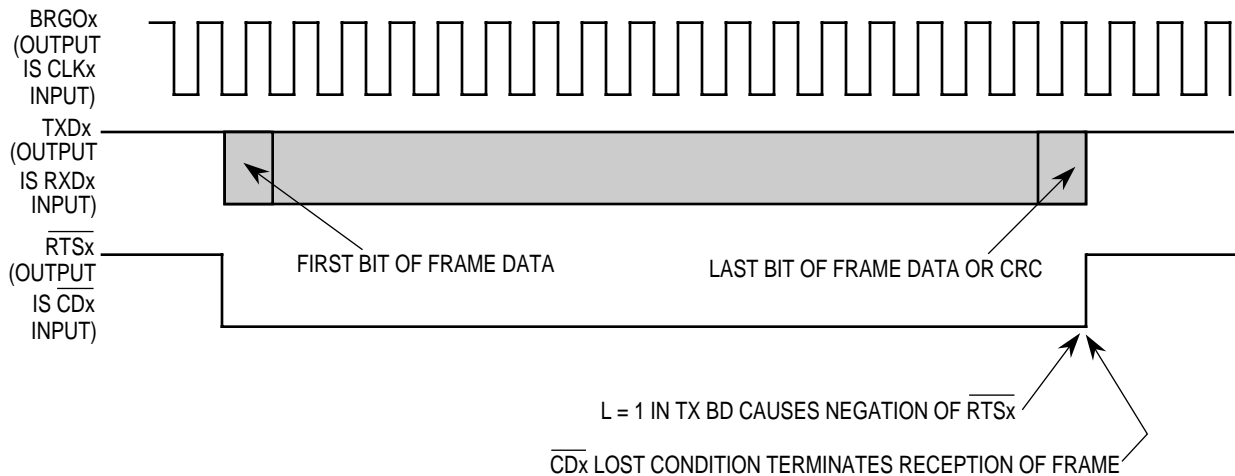 BRGOx
(OUTPUT
IS CLKx
INPUT)
TXDx
(OUTPUT
IS RXDx
INPUT)
FIRST BIT OF FRAME DATA
LAST BIT OF FRAME DATA OR CRC
RTSx
(OUTPUT
IS CDx
INPUT)
L = 1 IN TX BD CAUSES NEGATION OF RTSx
CDx LOST CONDITION TERMINATES RECEPTION OF FRAME